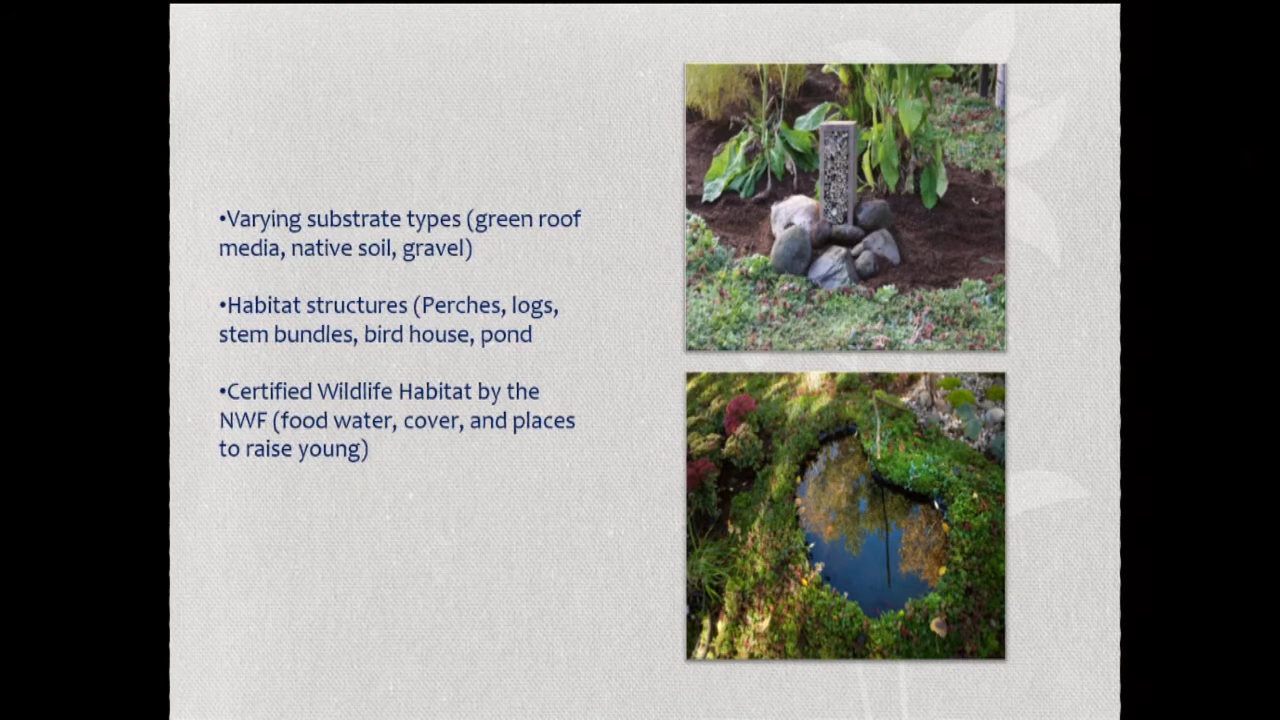 •Varying substrate types (green roof
media, native soil, gravel)
•Habitat structures (Perches, logs,
stem bundles, bird house, pond
•Certified Wildlife Habitat by the
NWF (food water, cover, and places
to raise young)